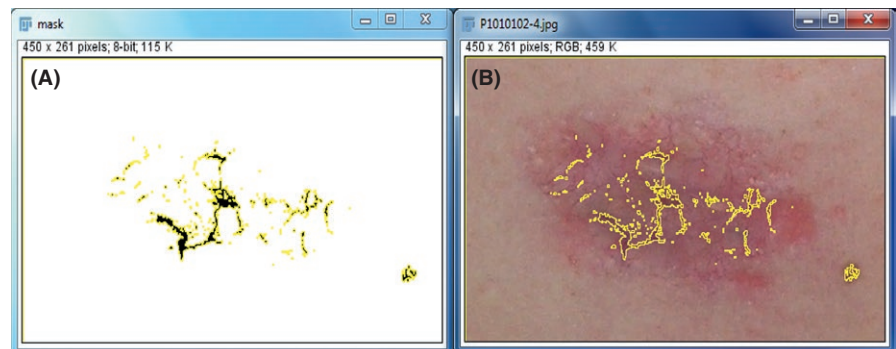 mask
450 x 261 pixels; 8-bit; 115 K
(A)
P1010102-4.jpg
450 x 261 pixels; RGB; 459 K
(B)